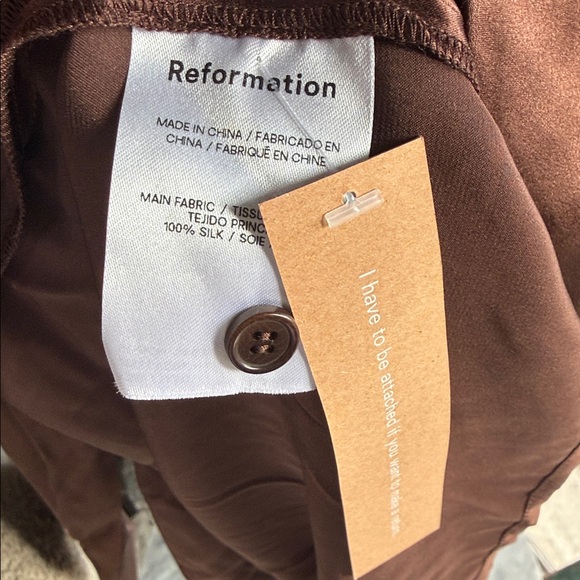 Reformation
MADE IN CHINA / FABRICADO EN
CHINA / FABRIQUÉ EN CHINE
MAIN FABRIC / TISSU
TEJIDO PRINC
100% SILK / SOIE /
I have to be attached if you want to make a return.